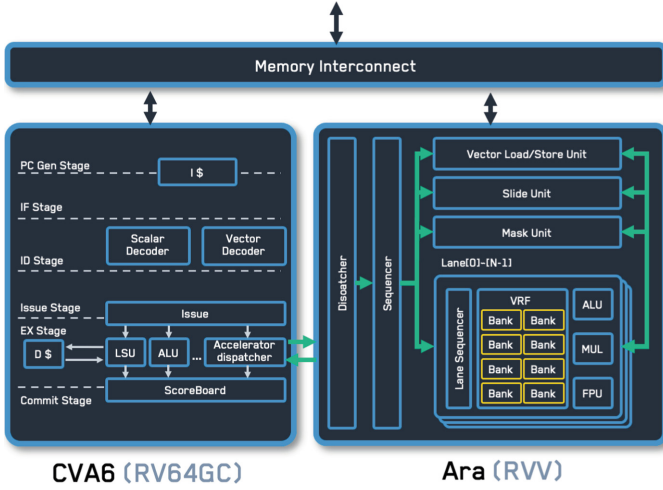 Memory Interconnect
PC Gen Stage
I $
IF Stage
Scalar
Decoder
Vector
Decoder
ID Stage
Issue Stage
Issue
EX Stage
D $
LSU
ALU
...
Accelerator
dispatcher
ScoreBoard
Commit Stage
CVA6 (RV64GC)
Disoatcher
Sequencer
Vector Load/Store Unit
Slide Unit
Mask Unit
Lane[0]~[N-1]
Lane Sequencer
VRF
Bank Bank
Bank Bank
Bank Bank
Bank Bank
ALU
MUL
FPU
Ara (RVV)